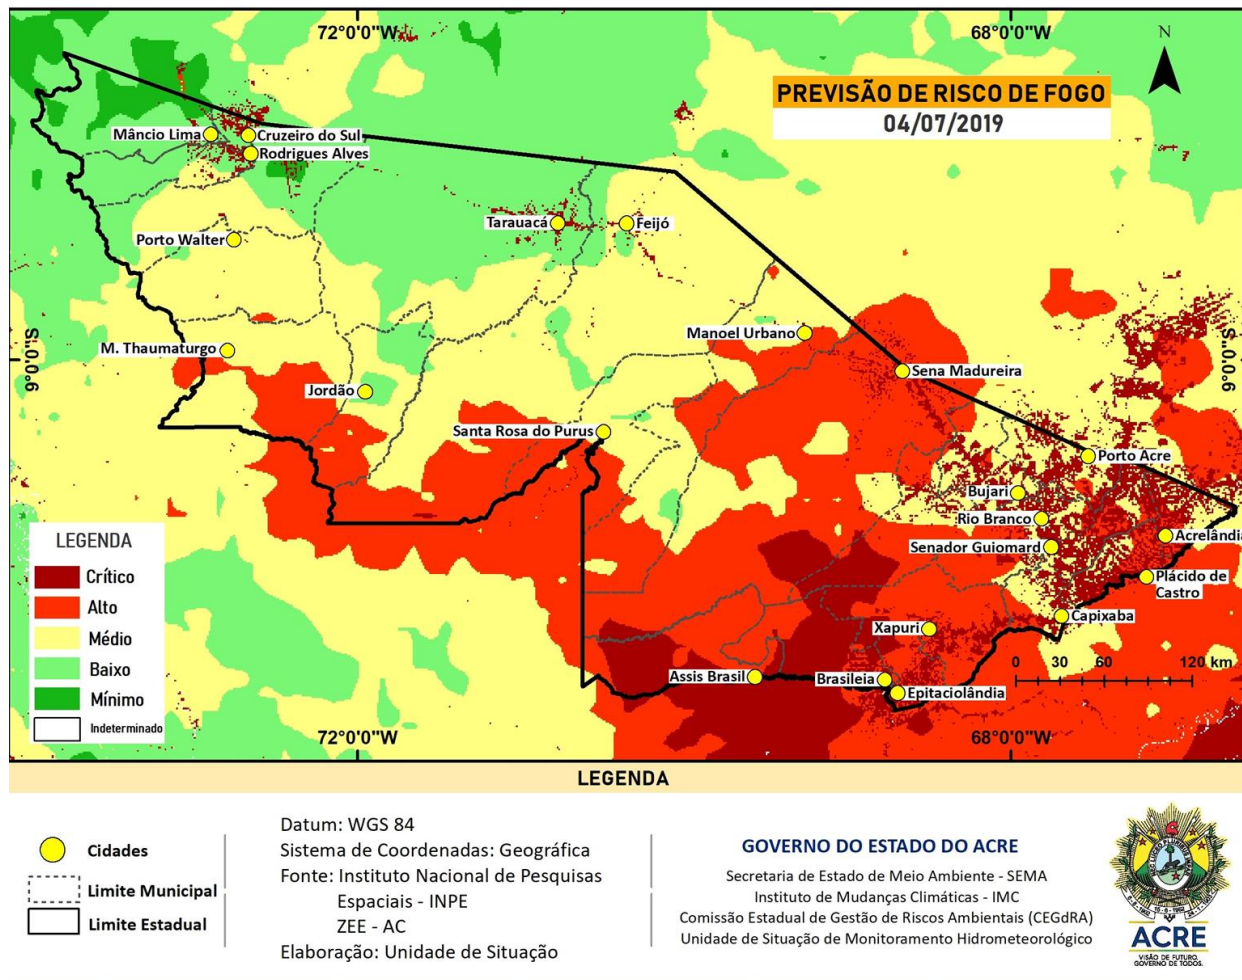 72°0'0"W
68°0'0"W
N
PREVISÃO DE RISCO DE FOGO
04/07/2019
Mâncio Lima
Cruzeiro do Sul
Rodrigues Alves
Tarauacá
Feijó
Porto Walter
Manoel Urbano
9°0'0"S
9°0'0"S
M. Thaumaturgo
Sena Madureira
Jordão
Santa Rosa do Purus
Porto Acre
Bujari
Rio Branco
Acrelândia
Senador Guiomard
Plácido de
Castro
Capixaba
Xapuri
Assis Brasil
Brasileia
Epitaciolândia
0 30 60 120 km
LEGENDA
Crítico
Alto
Médio
Baixo
Mínimo
Indeterminado
72°0'0"W
68°0'0"W
LEGENDA
Cidades
Limite Municipal
Limite Estadual
Datum: WGS 84
Sistema de Coordenadas: Geográfica
Fonte: Instituto Nacional de Pesquisas
Espaciais - INPE
ZEE - AC
Elaboração: Unidade de Situação
GOVERNO DO ESTADO DO ACRE
Secretaria de Estado de Meio Ambiente - SEMA
Instituto de Mudanças Climáticas - IMC
Comissão Estadual de Gestão de Riscos Ambientais (CEGdRA)
Unidade de Situação de Monitoramento Hidrometeorológico
ACRE
VISÃO DE FUTURO.
GOVERNO DE TODOS.